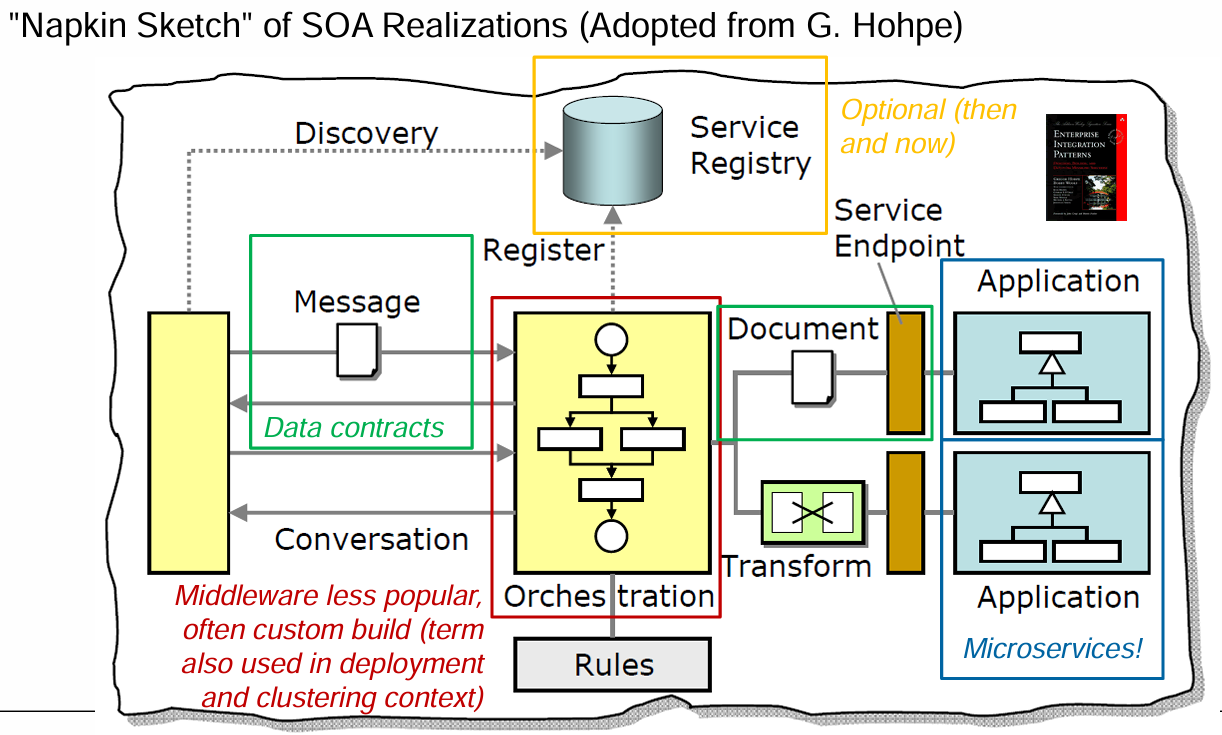 "Napkin Sketch" of SOA Realizations (Adopted from G. Hohpe)
Discovery
Service
Registry
Optional (then
and now)
ENTERPRISE
INTEGRATION
PATTERNS
Service
Endpoint
Register
Message
Data contracts
Document
Application
Conversation
Transform
Orchestration
Application
Middleware less popular,
often custom build (term
also used in deployment
and clustering context)
Rules
Microservices!